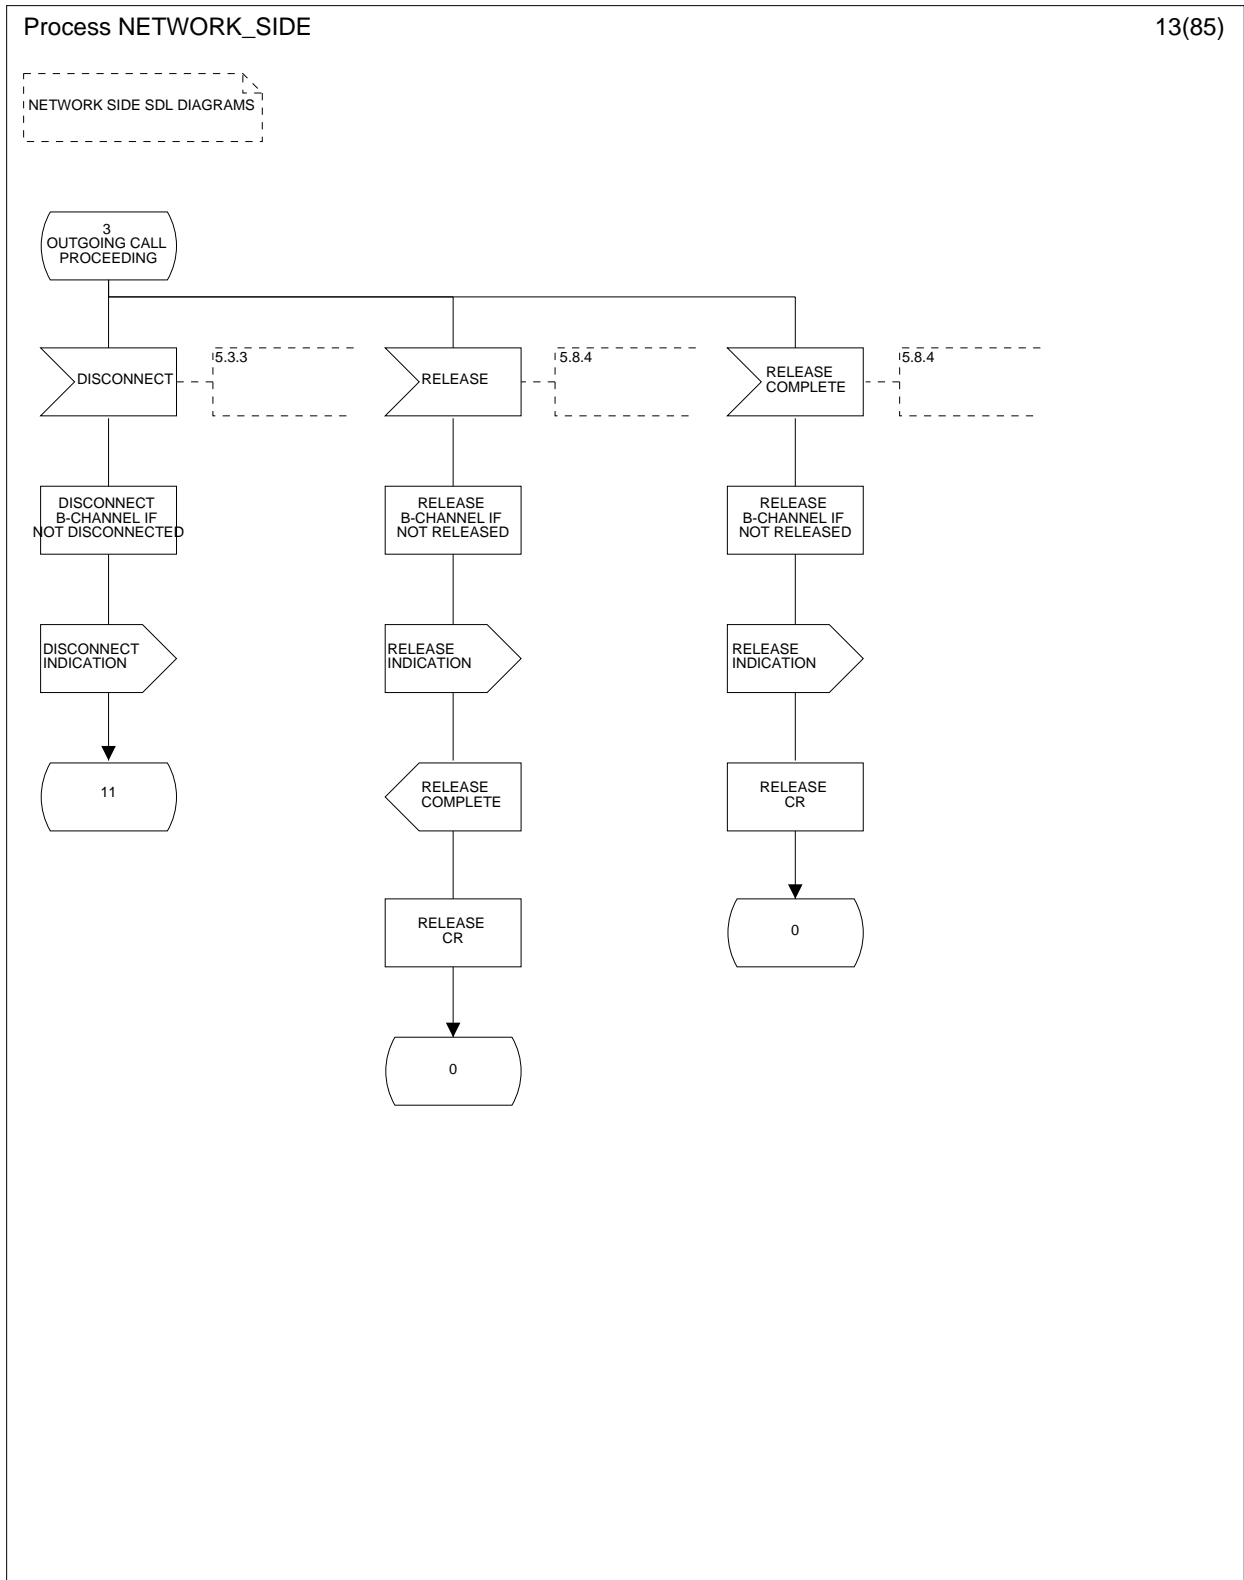 Process NETWORK_SIDE
13(85)
NETWORK SIDE SDL DIAGRAMS
3
OUTGOING CALL
PROCEEDING
DISCONNECT
5.3.3
RELEASE
5.8.4
RELEASE
COMPLETE
5.8.4
DISCONNECT
B-CHANNEL IF
NOT DISCONNECTED
RELEASE
B-CHANNEL IF
NOT RELEASED
RELEASE
B-CHANNEL IF
NOT RELEASED
DISCONNECT
INDICATION
RELEASE
INDICATION
RELEASE
INDICATION
11
RELEASE
COMPLETE
RELEASE
CR
RELEASE
CR
0
0